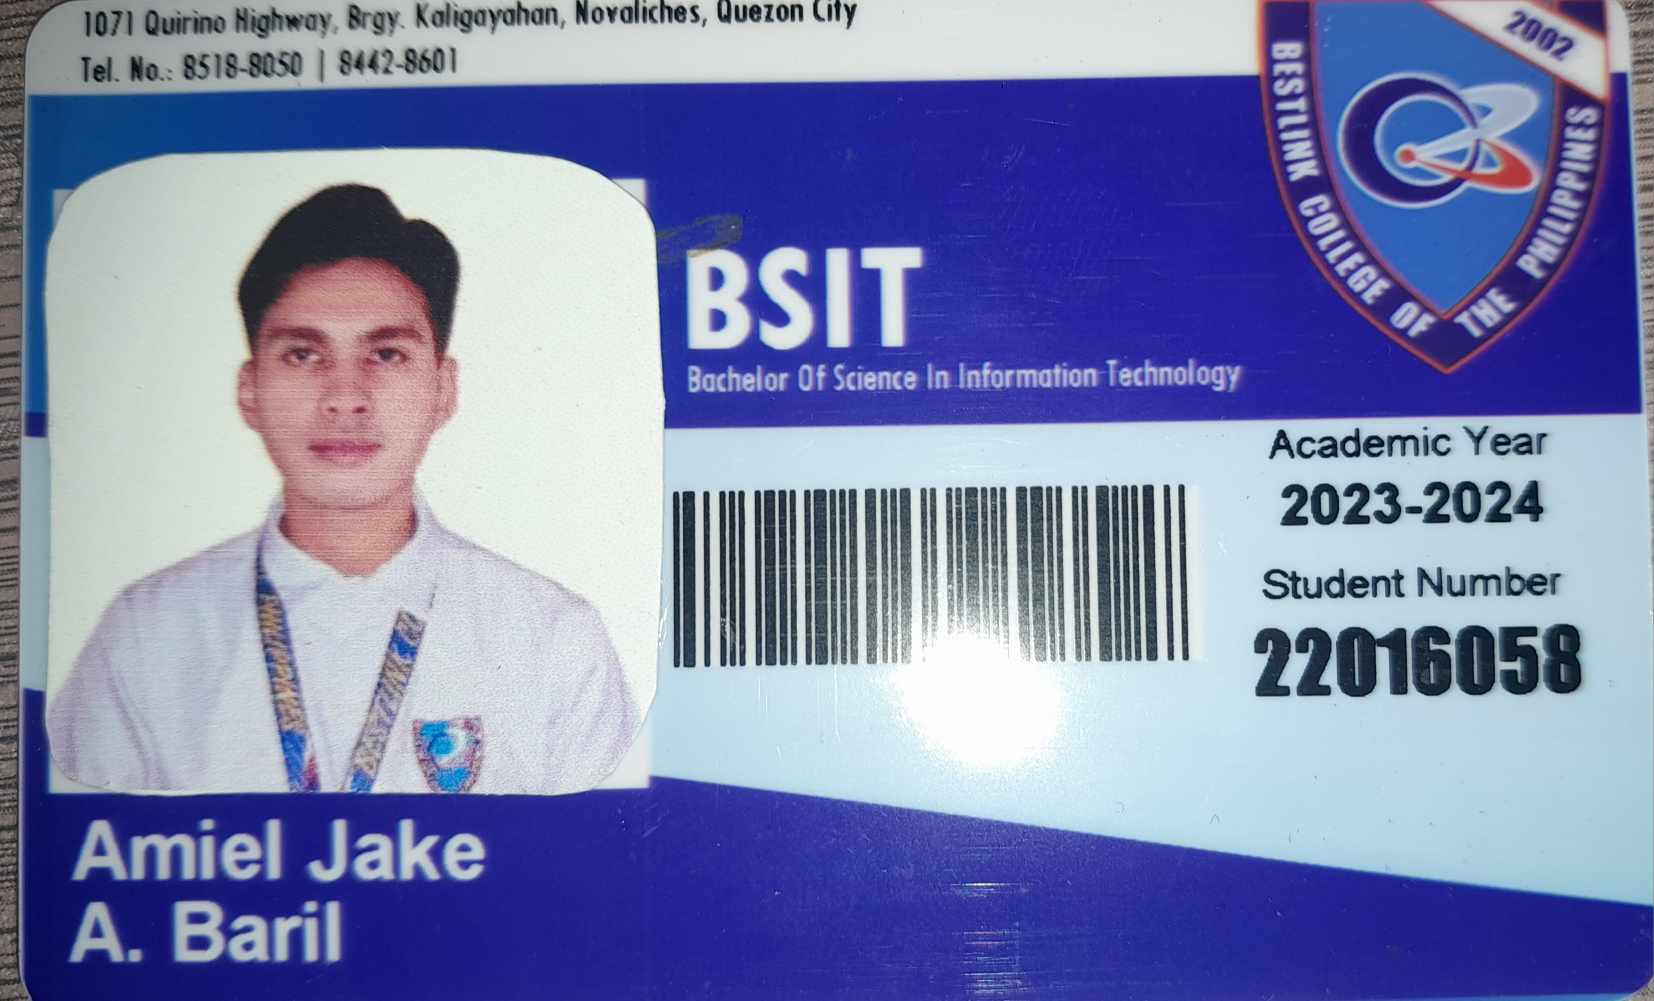 1071 Quirino Highway, Brgy. Kaligayahan, Novaliches, Quezon City
Tel. No.: 8518-8050 | 8442-8601
2002
BESTLINK COLLEGE OF THE PHILIPPINES
BSIT
Bachelor Of Science In Information Technology
Academic Year
2023-2024
Student Number
22016058
Amiel Jake
A. Baril